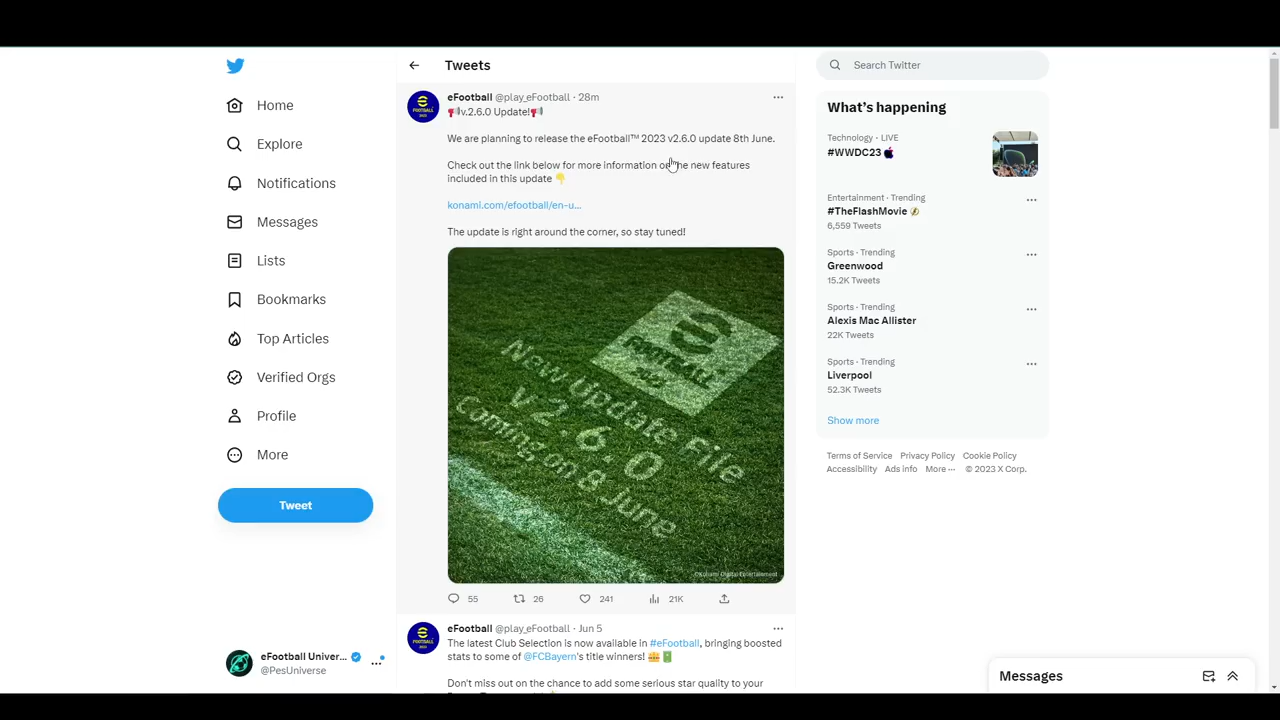 Home
Explore
Notifications
Messages
Lists
Bookmarks
Top Articles
Verified Orgs
Profile
More
Tweet
eFootball Univer...
@PesUniverse
Tweets
eFootball @play_eFootball · 28m
📢v.2.6.0 Update!📢
We are planning to release the eFootball™ 2023 v2.6.0 update 8th June.
Check out the link below for more information on the new features
included in this update 👇
konami.com/efootball/en-u...
The update is right around the corner, so stay tuned!
FOOTBALL
New Update File
V2.6.0
Coming in 8 June
©Konami Digital Entertainment
55 26 241 21K
eFootball @play_eFootball · Jun 5
The latest Club Selection is now available in #eFootball, bringing boosted
stats to some of @FCBayern's title winners!
Don't miss out on the chance to add some serious star quality to your
Search Twitter
What's happening
Technology · LIVE
#WWDC23
Entertainment · Trending
#TheFlashMovie
6,559 Tweets
Sports · Trending
Greenwood
15.2K Tweets
Sports · Trending
Alexis Mac Allister
22K Tweets
Sports · Trending
Liverpool
52.3K Tweets
Show more
Terms of Service Privacy Policy Cookie Policy
Accessibility Ads info More ··· © 2023 X Corp.
Messages